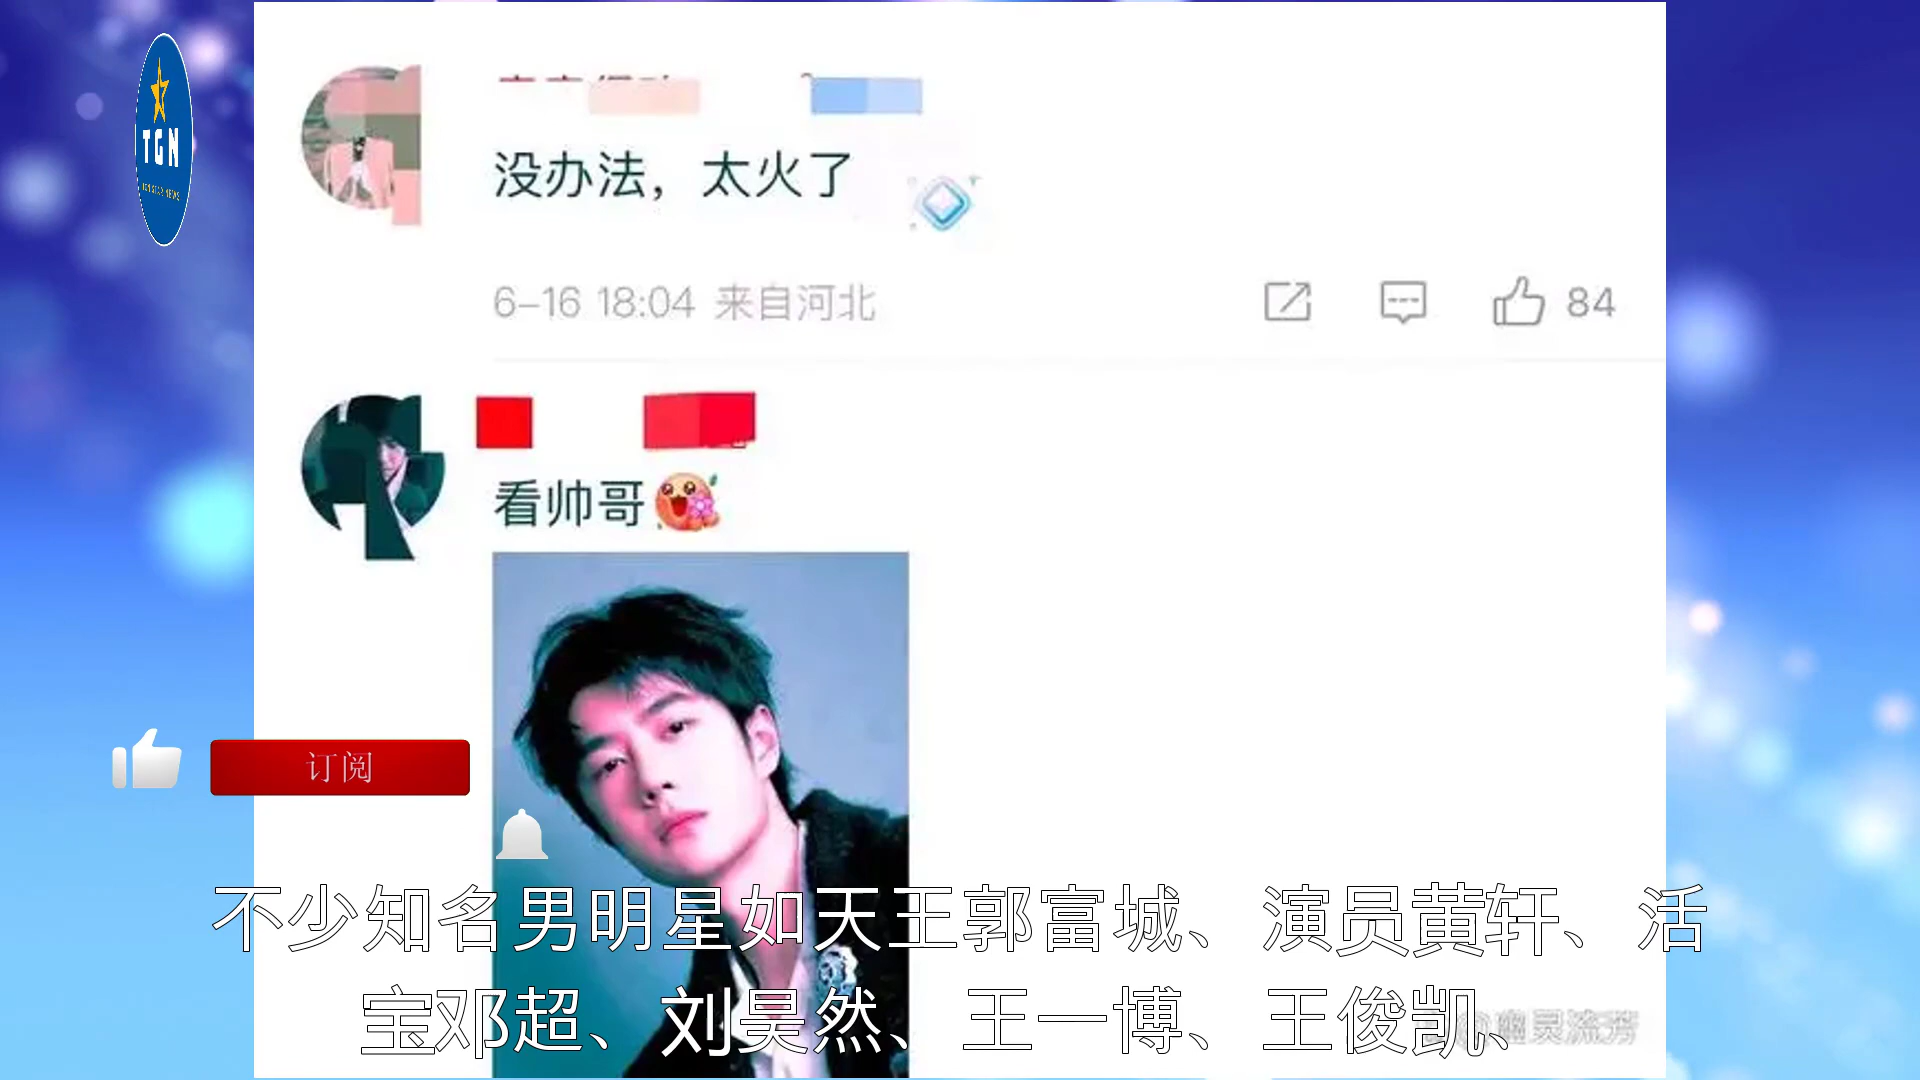 TGN
没办法，太火了
6-16 18:04 来自河北
84
看帅哥
订阅
不少知名男明星如天王郭富城、演员黄轩、活
宝邓超、刘昊然、王一博、王俊凯、